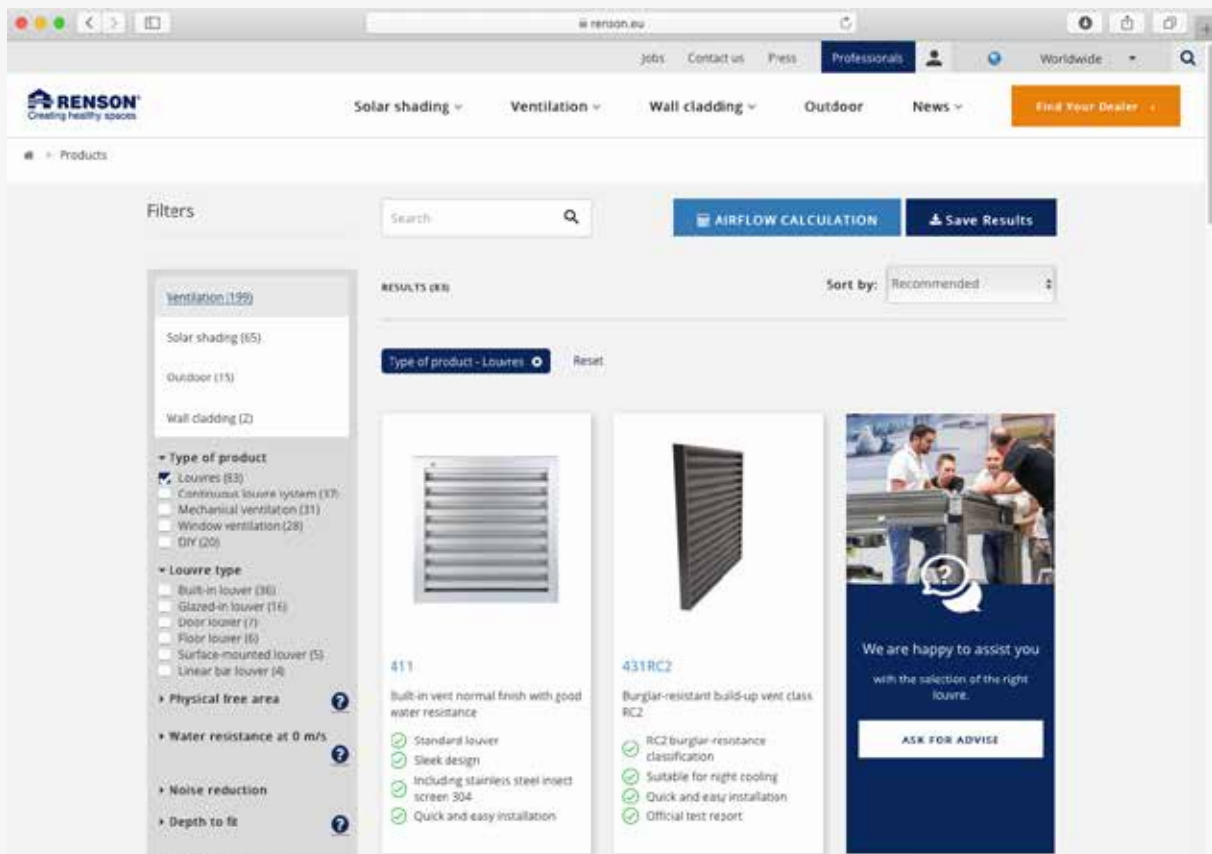 renson.eu
Jobs Contact us Press Professionals Worldwide
RENSON®
Creating healthy spaces
Solar shading Ventilation Wall cladding Outdoor News Find Your Dealer
Products
Filters
Search
AIRFLOW CALCULATION
Save Results
Ventilation (199)
Solar shading (65)
Outdoor (15)
Wall cladding (2)
RESULTS (83)
Sort by: Recommended
Type of product - Louvres
Reset
Type of product
Louvres (83)
Continuous louvre system (37)
Mechanical ventilation (31)
Window ventilation (28)
DIY (20)
Louvre type
Built-in louver (36)
Glazed-in louver (16)
Door louver (7)
Floor louver (6)
Surface-mounted louver (5)
Linear bar louver (4)
Physical free area ?
Water resistance at 0 m/s ?
Noise reduction
Depth to fit ?
411
Built-in vent normal finish with good
water resistance
Standard louver
Sleek design
Including stainless steel insect
screen 304
Quick and easy installation
431RC2
Burglar-resistant build-up vent class
RC2
RC2 burglar-resistance
classification
Suitable for night cooling
Quick and easy installation
Official test report
?
We are happy to assist you
with the selection of the right
louvre.
ASK FOR ADVISE